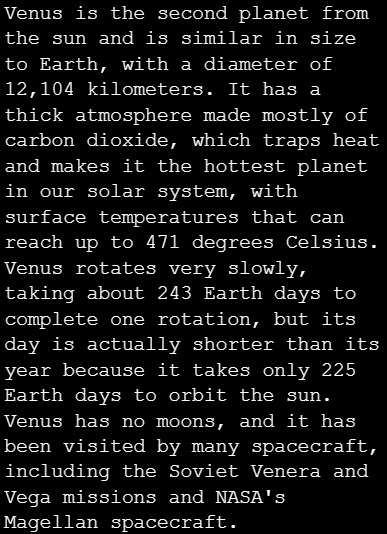 Venus is the second planet from
the sun and is similar in size
to Earth, with a diameter of
12,104 kilometers. It has a
thick atmosphere made mostly of
carbon dioxide, which traps heat
and makes it the hottest planet
in our solar system, with
surface temperatures that can
reach up to 471 degrees Celsius.
Venus rotates very slowly,
taking about 243 Earth days to
complete one rotation, but its
day is actually shorter than its
year because it takes only 225
Earth days to orbit the sun.
Venus has no moons, and it has
been visited by many spacecraft,
including the Soviet Venera and
Vega missions and NASA's
Magellan spacecraft.